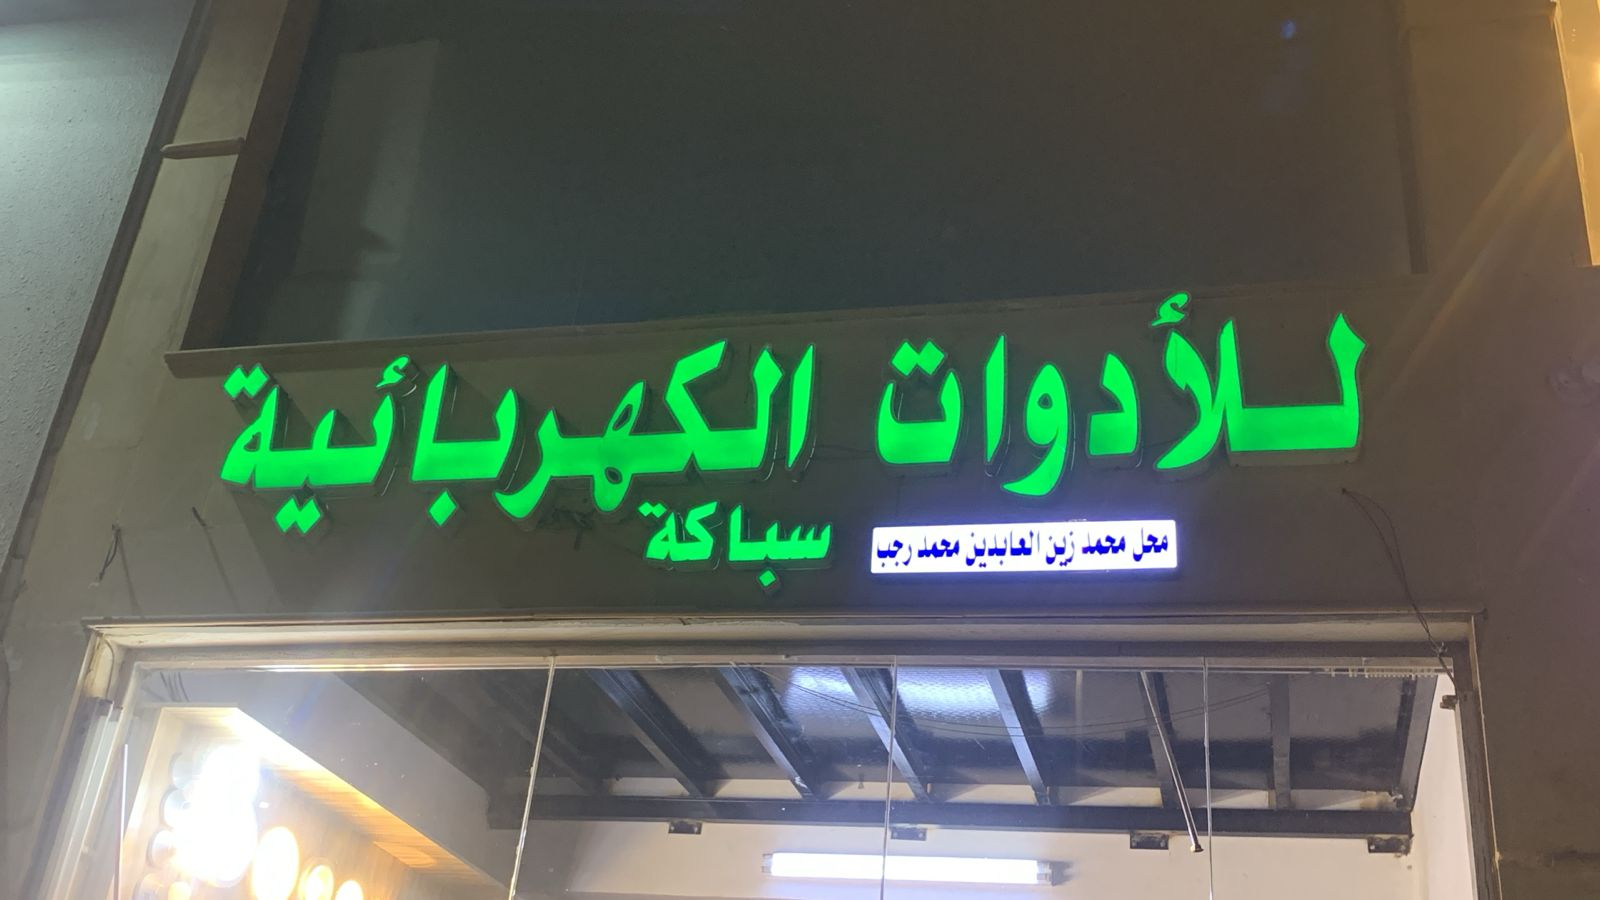 للأدوات الكهربائية
سباكة
محل محمد زين العابدين محمد رجب